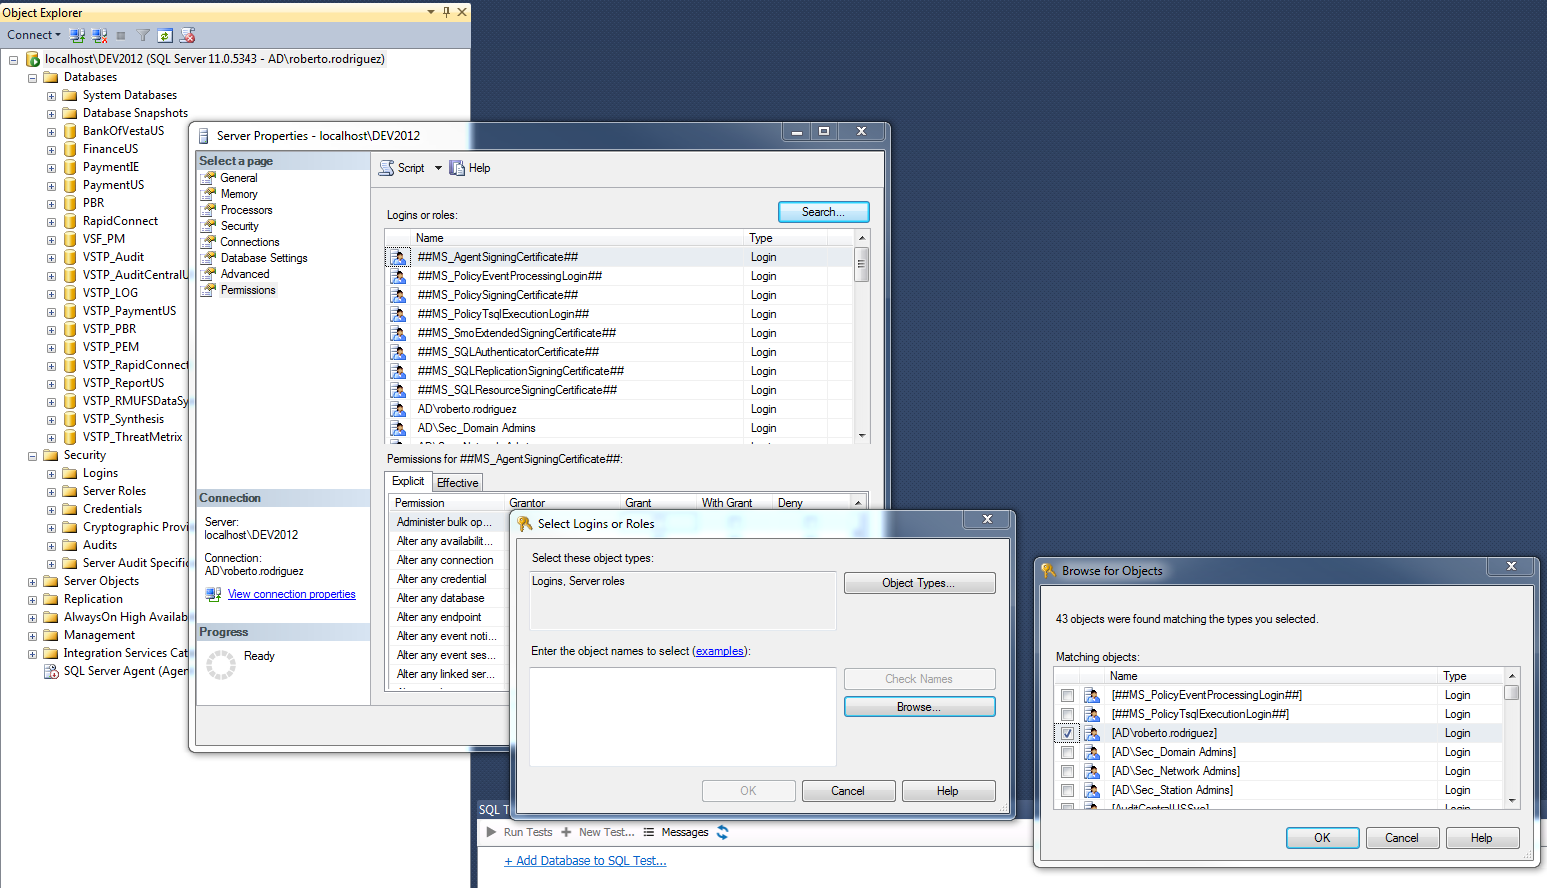 Object Explorer
Connect
localhost\DEV2012 (SQL Server 11.0.5343 - AD\roberto.rodriguez)
Databases
System Databases
Database Snapshots
BankOfVestaUS
FinanceUS
PaymentIE
PaymentUS
PBR
RapidConnect
VSF_PM
VSTP_Audit
VSTP_AuditCentralU
VSTP_LOG
VSTP_PaymentUS
VSTP_PBR
VSTP_PEM
VSTP_RapidConnect
VSTP_ReportUS
VSTP_RMUFSDataSy
VSTP_Synthesis
VSTP_ThreatMetrix
Security
Logins
Server Roles
Credentials
Cryptographic Provi
Audits
Server Audit Specific
Server Objects
Replication
AlwaysOn High Availab
Management
Integration Services Cat
SQL Server Agent (Agen
Server Properties - localhost\DEV2012
Select a page
General
Memory
Processors
Security
Connections
Database Settings
Advanced
Permissions
Connection
Server:
localhost\DEV2012
Connection:
AD\roberto.rodriguez
View connection properties
Progress
Ready
Script Help
Logins or roles:
Search...
Name Type
##MS_AgentSigningCertificate## Login
##MS_PolicyEventProcessingLogin## Login
##MS_PolicySigningCertificate## Login
##MS_PolicyTsqlExecutionLogin## Login
##MS_SmoExtendedSigningCertificate## Login
##MS_SQLAuthenticatorCertificate## Login
##MS_SQLReplicationSigningCertificate## Login
##MS_SQLResourceSigningCertificate## Login
AD\roberto.rodriguez Login
AD\Sec_Domain Admins Login
Permissions for ##MS_AgentSigningCertificate##:
Explicit Effective
Permission Grantor Grant With Grant Deny
Administer bulk op...
Alter any availabilit...
Alter any connection
Alter any credential
Alter any database
Alter any endpoint
Alter any event noti...
Alter any event ses...
Alter any linked ser...
Select Logins or Roles
Select these object types:
Logins, Server roles
Object Types...
Enter the object names to select (examples):
Check Names
Browse...
OK Cancel Help
SQL T
Run Tests New Test... Messages
+ Add Database to SQL Test...
Browse for Objects
43 objects were found matching the types you selected.
Matching objects:
Name Type
[##MS_PolicyEventProcessingLogin##] Login
[##MS_PolicyTsqlExecutionLogin##] Login
[AD\roberto.rodriguez] Login
[AD\Sec_Domain Admins] Login
[AD\Sec_Network Admins] Login
[AD\Sec_Station Admins] Login
OK Cancel Help